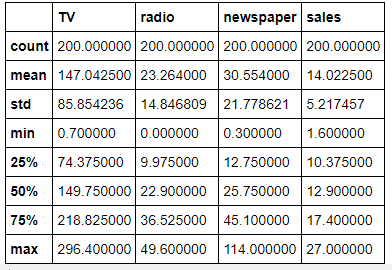 TV radio newspaper sales
count 200.000000 200.000000 200.000000 200.000000
mean 147.042500 23.264000 30.554000 14.022500
std 85.854236 14.846809 21.778621 5.217457
min 0.700000 0.000000 0.300000 1.600000
25% 74.375000 9.975000 12.750000 10.375000
50% 149.750000 22.900000 25.750000 12.900000
75% 218.825000 36.525000 45.100000 17.400000
max 296.400000 49.600000 114.000000 27.000000